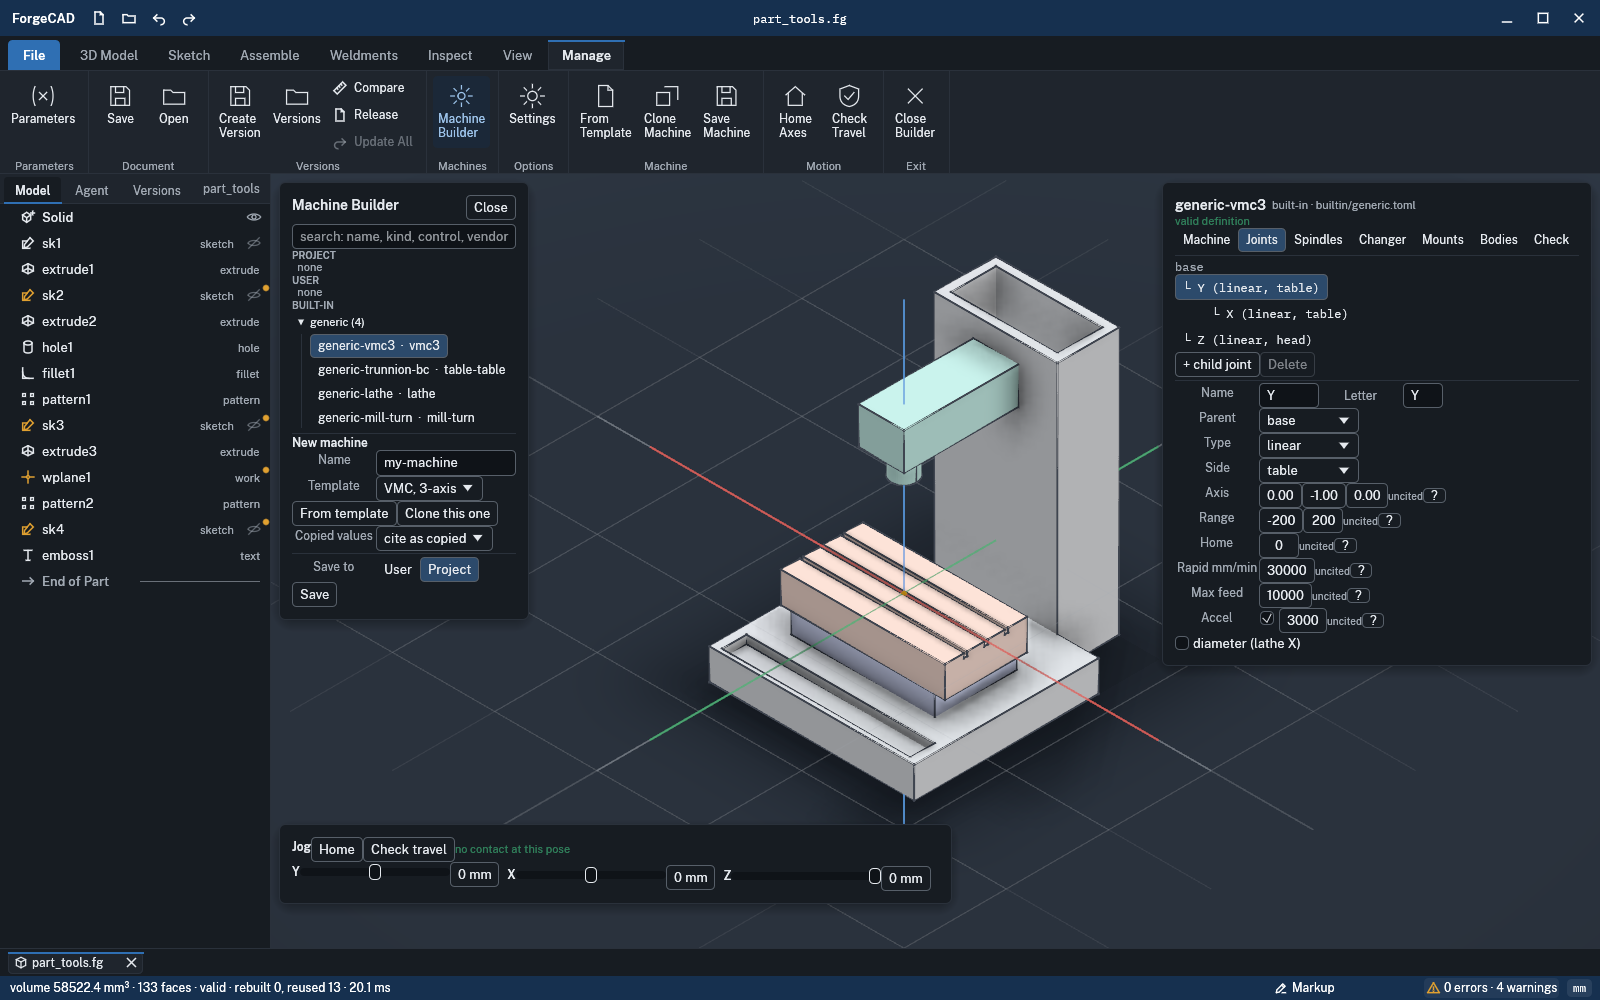 ForgeCAD
part_tools.fg
File 3D Model Sketch Assemble Weldments Inspect View Manage
(x) Parameters
Parameters
Save Open
Document
Create Version
Versions
Compare
Release
Update All
Versions
Machine Builder
Machines
Settings
Options
From Template
Clone Machine
Save Machine
Machine
Home Axes
Check Travel
Motion
Close Builder
Exit
Model Agent Versions part_tools
Solid
sk1 sketch
extrude1 extrude
sk2 sketch
extrude2 extrude
hole1 hole
fillet1 fillet
pattern1 pattern
sk3 sketch
extrude3 extrude
wplane1 work
pattern2 pattern
sk4 sketch
emboss1 text
End of Part
Machine Builder Close
search: name, kind, control, vendor
PROJECT
none
USER
none
BUILT-IN
▼ generic (4)
generic-vmc3 · vmc3
generic-trunnion-bc · table-table
generic-lathe · lathe
generic-mill-turn · mill-turn
New machine
Name my-machine
Template VMC, 3-axis ▼
From template Clone this one
Copied values cite as copied ▼
Save to User Project
Save
generic-vmc3 built-in · builtin/generic.toml
valid definition
Machine Joints Spindles Changer Mounts Bodies Check
base
└ Y (linear, table)
└ X (linear, table)
└ Z (linear, head)
+ child joint Delete
Name Y Letter Y
Parent base ▼
Type linear ▼
Side table ▼
Axis 0.00 -1.00 0.00 uncited ?
Range -200 200 uncited ?
Home 0 uncited ?
Rapid mm/min 30000 uncited ?
Max feed 10000 uncited ?
Accel 3000 uncited ?
diameter (lathe X)
Jog Home Check travel no contact at this pose
Y 0 mm X 0 mm Z 0 mm
part_tools.fg
volume 58522.4 mm³ · 133 faces · valid · rebuilt 0, reused 13 · 20.1 ms
Markup
0 errors · 4 warnings mm